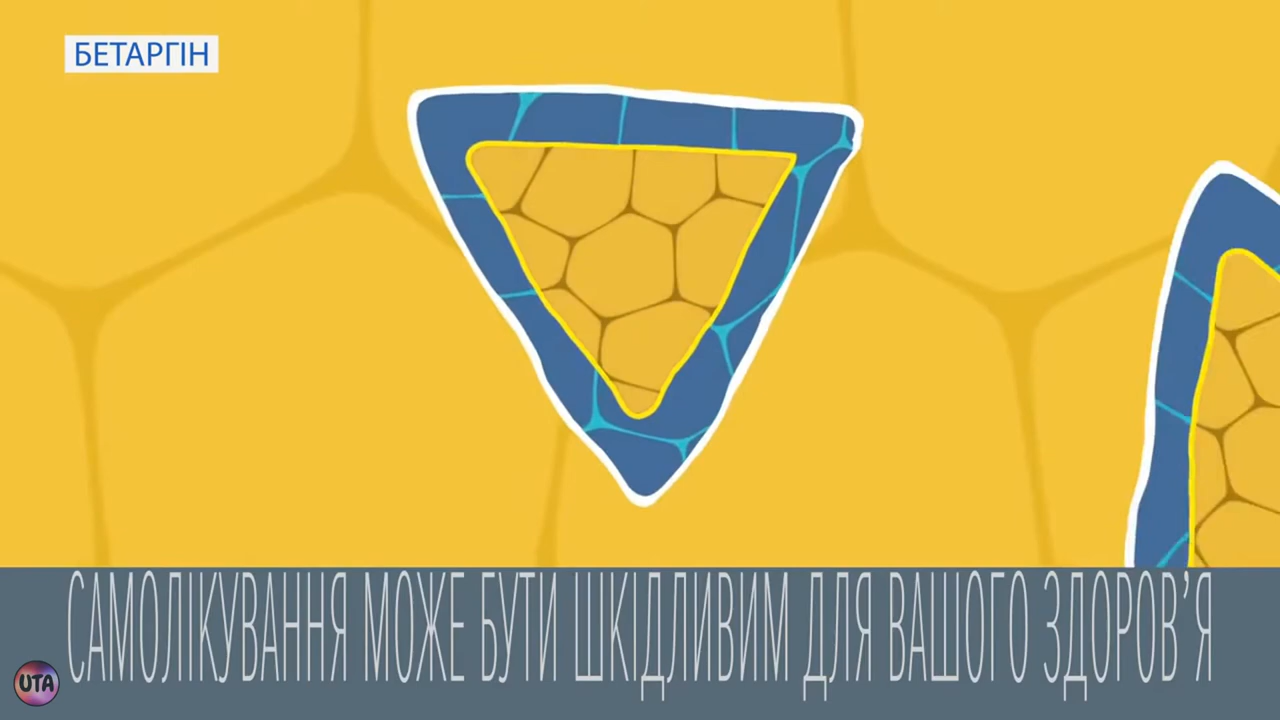 БЕТАРГІН
САМОЛІКУВАННЯ МОЖЕ БУТИ ШКІДЛИВИМ ДЛЯ ВАШОГО ЗДОРОВ’Я
UTA